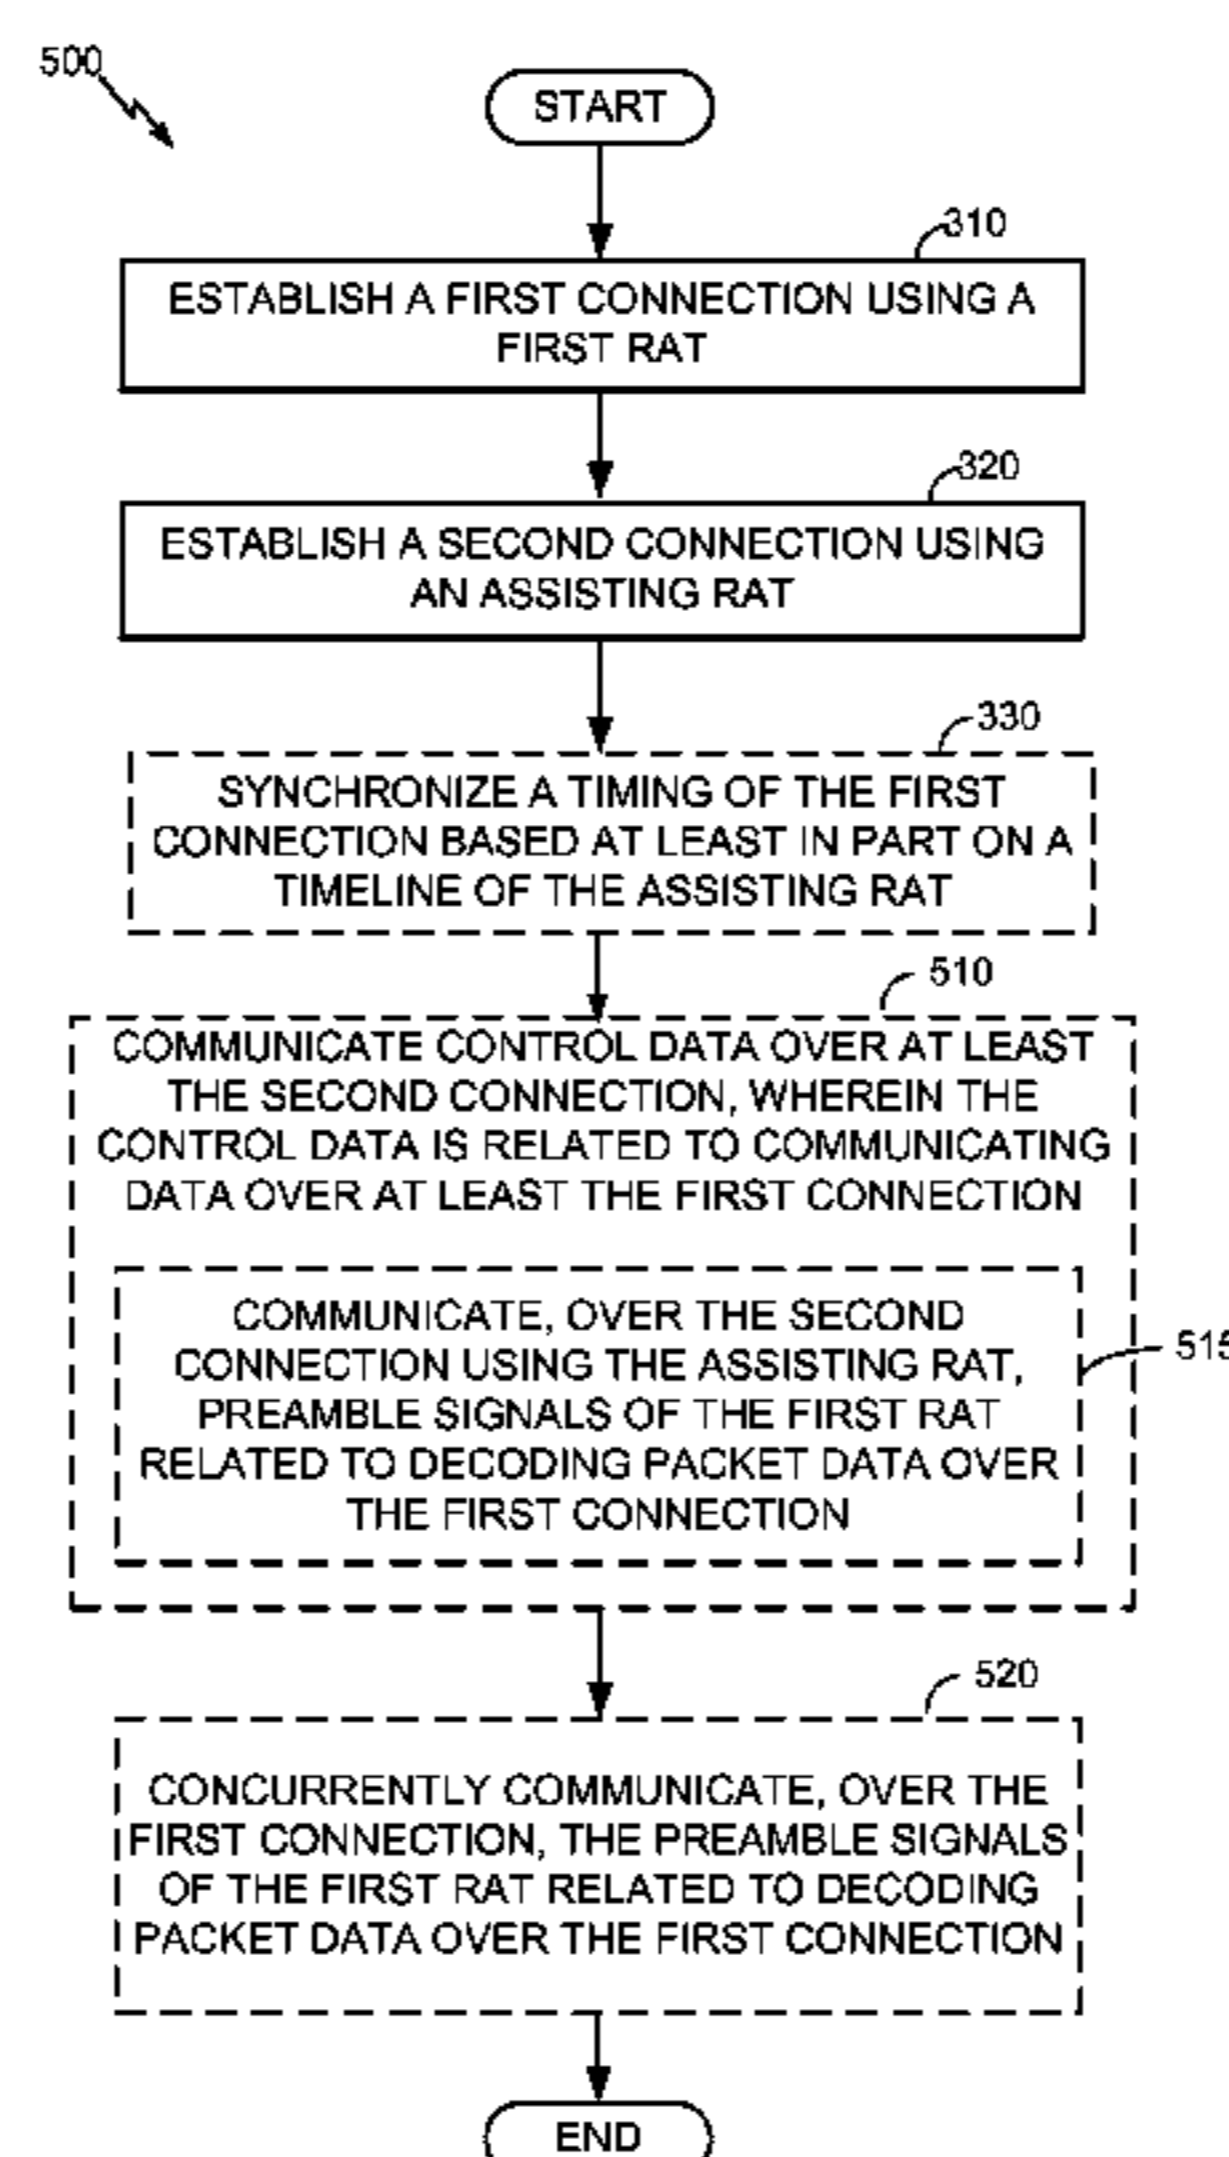 500
START
310
ESTABLISH A FIRST CONNECTION USING A
FIRST RAT
320
ESTABLISH A SECOND CONNECTION USING
AN ASSISTING RAT
330
SYNCHRONIZE A TIMING OF THE FIRST
CONNECTION BASED AT LEAST IN PART ON A
TIMELINE OF THE ASSISTING RAT
510
COMMUNICATE CONTROL DATA OVER AT LEAST
THE SECOND CONNECTION, WHEREIN THE
CONTROL DATA IS RELATED TO COMMUNICATING
DATA OVER AT LEAST THE FIRST CONNECTION
COMMUNICATE, OVER THE SECOND
CONNECTION USING THE ASSISTING RAT,
PREAMBLE SIGNALS OF THE FIRST RAT
RELATED TO DECODING PACKET DATA OVER
THE FIRST CONNECTION
515
520
CONCURRENTLY COMMUNICATE, OVER THE
FIRST CONNECTION, THE PREAMBLE SIGNALS
OF THE FIRST RAT RELATED TO DECODING
PACKET DATA OVER THE FIRST CONNECTION
END